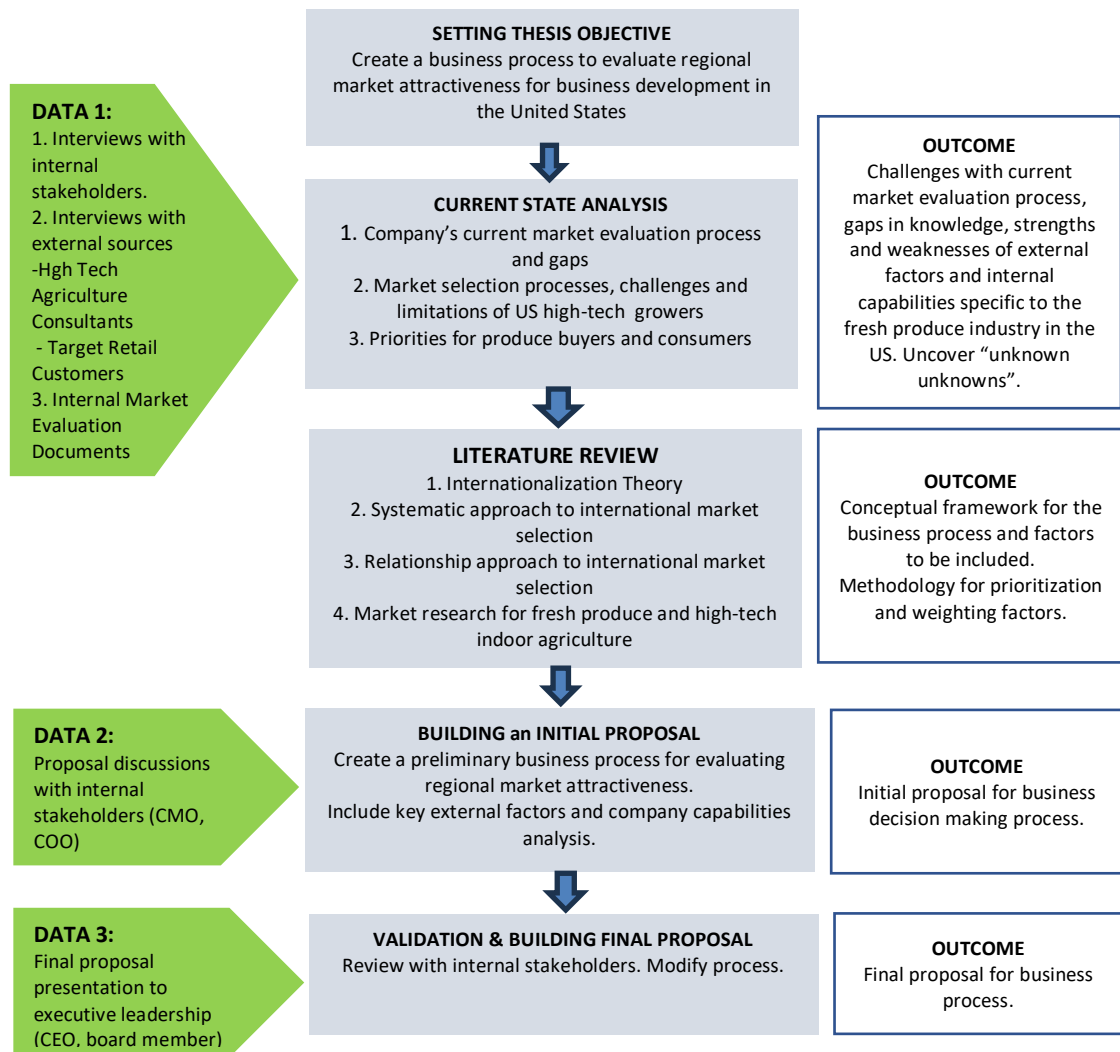 SETTING THESIS OBJECTIVE
Create a business process to evaluate regional
market attractiveness for business development in
the United States
DATA 1:
1. Interviews with
internal
stakeholders.
2. Interviews with
external sources
-Hgh Tech
Agriculture
Consultants
- Target Retail
Customers
3. Internal Market
Evaluation
Documents
CURRENT STATE ANALYSIS
1. Company’s current market evaluation process
and gaps
2. Market selection processes, challenges and
limitations of US high-tech growers
3. Priorities for produce buyers and consumers
OUTCOME
Challenges with current
market evaluation process,
gaps in knowledge, strengths
and weaknesses of external
factors and internal
capabilities specific to the
fresh produce industry in the
US. Uncover “unknown
unknowns”.
LITERATURE REVIEW
1. Internationalization Theory
2. Systematic approach to international market
selection
3. Relationship approach to international market
selection
4. Market research for fresh produce and high-tech
indoor agriculture
OUTCOME
Conceptual framework for the
business process and factors
to be included.
Methodology for prioritization
and weighting factors.
DATA 2:
Proposal discussions
with internal
stakeholders (CMO,
COO)
BUILDING an INITIAL PROPOSAL
Create a preliminary business process for evaluating
regional market attractiveness.
Include key external factors and company capabilities
analysis.
OUTCOME
Initial proposal for business
decision making process.
DATA 3:
Final proposal
presentation to
executive leadership
(CEO, board member)
VALIDATION & BUILDING FINAL PROPOSAL
Review with internal stakeholders. Modify process.
OUTCOME
Final proposal for business
process.